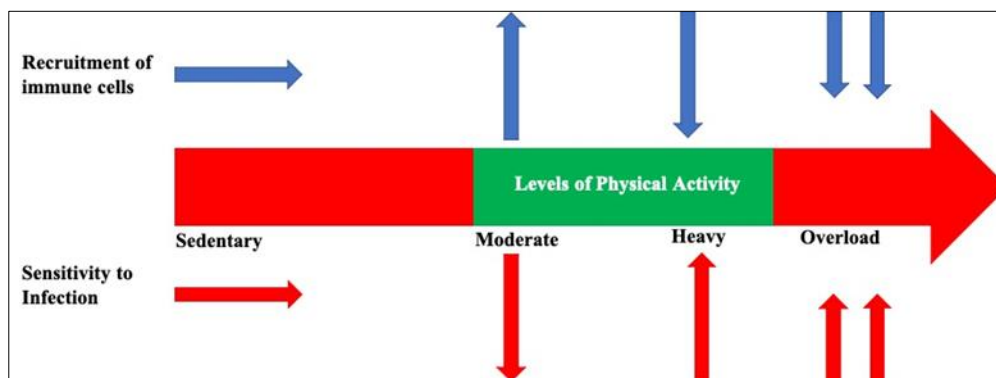 Recruitment of
immune cells
Levels of Physical Activity
Sedentary
Moderate
Heavy
Overload
Sensitivity to
Infection